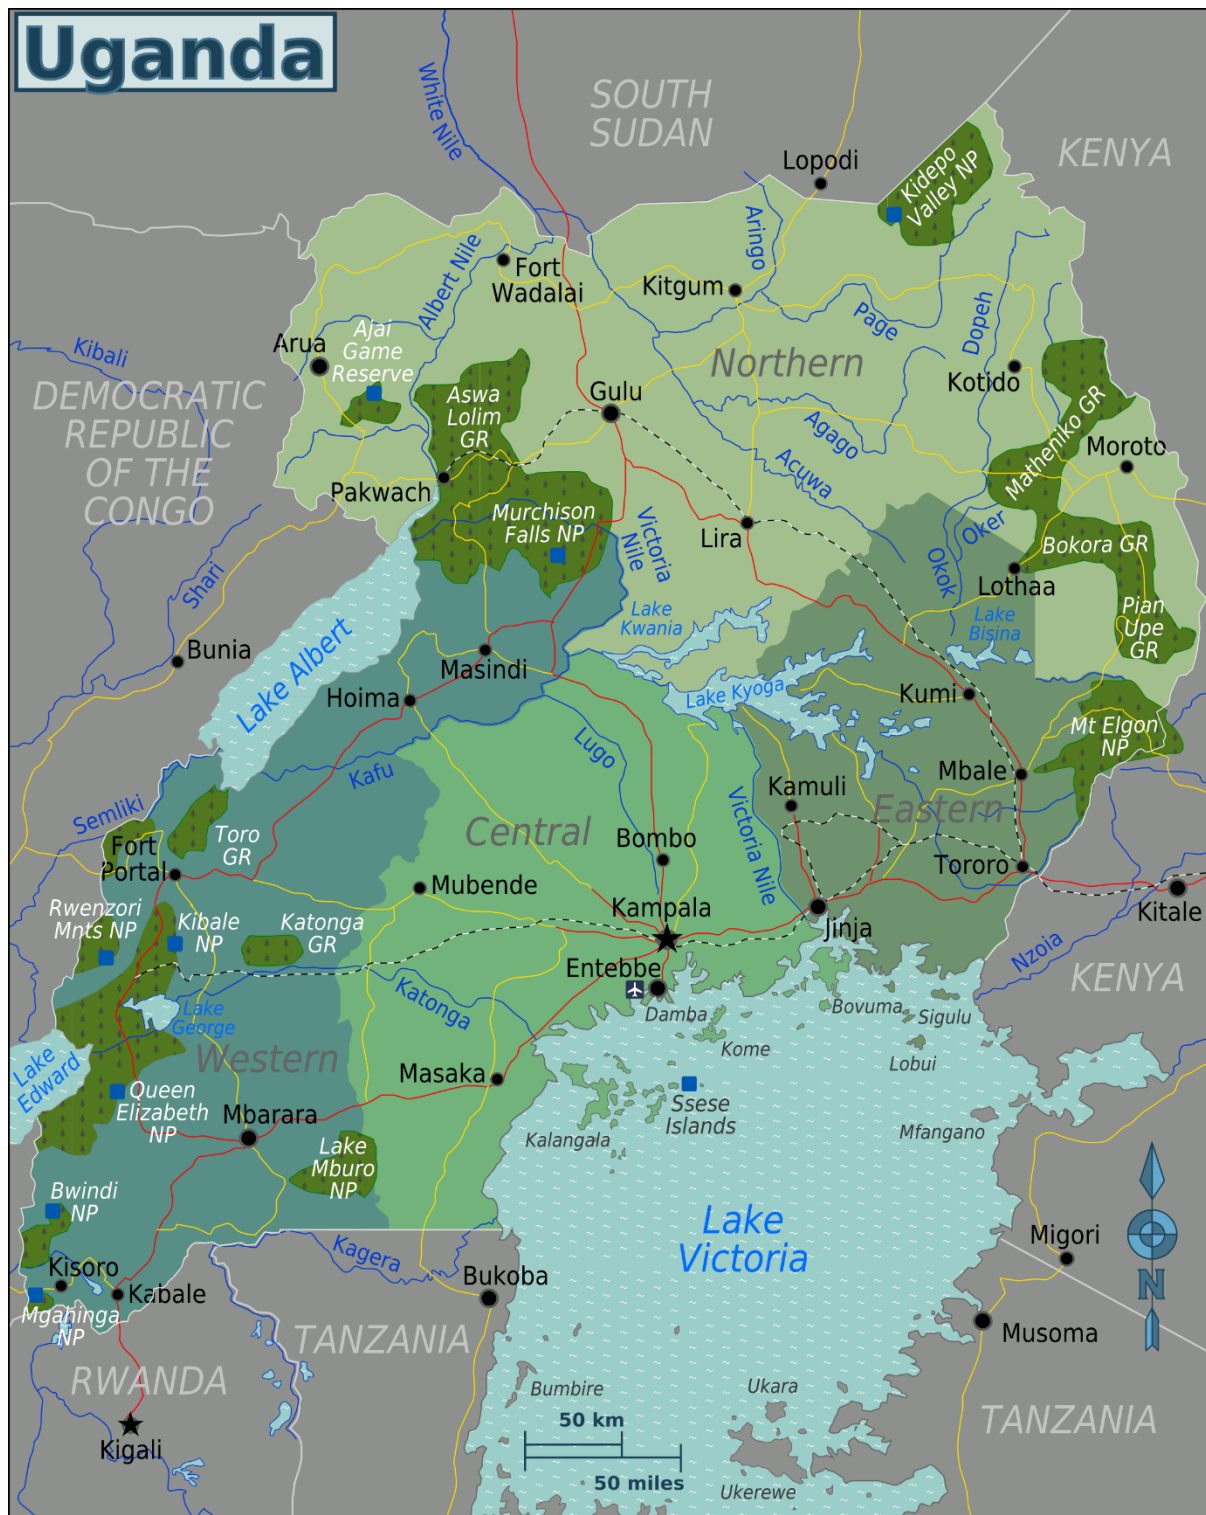 Uganda
SOUTH
SUDAN
KENYA
White Nile
Lopodi
Kidepo
Valley NP
Aringo
Albert Nile
Fort
Wadalai
Kitgum
Page
Dopeh
Kibali
Arua
Ajai
Game
Reserve
Northern
Kotido
DEMOCRATIC
REPUBLIC
OF THE
CONGO
Aswa
Lolim
GR
Gulu
Agago
Matheniko GR
Moroto
Acuwa
Pakwach
Murchison
Falls NP
Victoria
Nile
Lira
Oker
Okok
Bokora GR
Shari
Lothaa
Lake
Kwania
Lake
Bisina
Pian
Upe
GR
Bunia
Lake Albert
Masindi
Hoima
Lake Kyoga
Kumi
Mt Elgon
NP
Lugo
Kafu
Mbale
Kamuli
Victoria Nile
Eastern
Semliki
Toro
GR
Central
Bombo
Fort
Portal
Tororo
Mubende
Kitale
Rwenzori
Mnts NP
Kibale
NP
Katonga
GR
Kampala
Jinja
Nzoia
Entebbe
KENYA
Katonga
Lake
George
Damba
Bovuma
Sigulu
Kome
Lobui
Western
Lake
Edward
Masaka
Queen
Elizabeth
NP
Ssese
Islands
Mbarara
Kalangala
Mfangano
Lake
Mburo
NP
Bwindi
NP
Lake
Victoria
Kagera
Migori
Kisoro
Bukoba
Kabale
N
Mgahinga
NP
TANZANIA
Musoma
RWANDA
Bumbire
Ukara
TANZANIA
50 km
Kigali
50 miles
Ukerewe